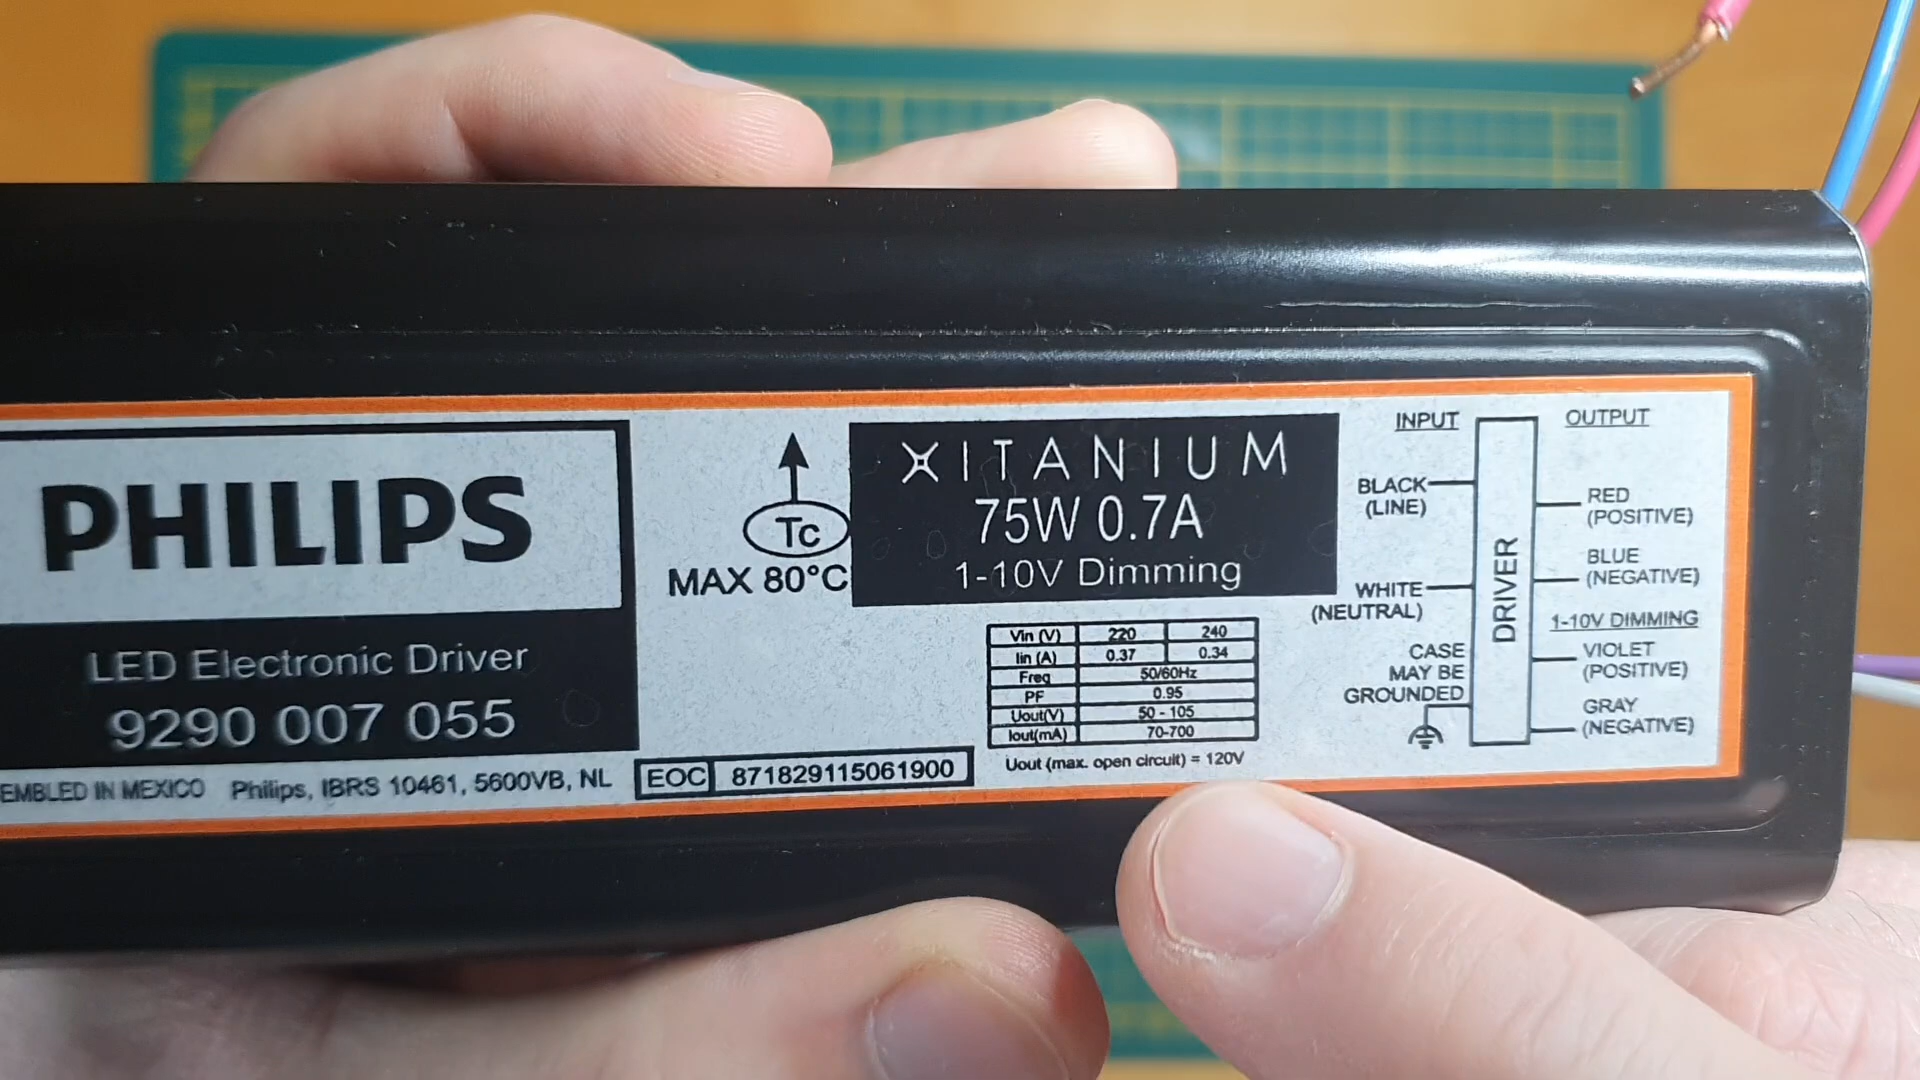 PHILIPS
LED Electronic Driver
9290 007 055
EMBLED IN MEXICO Philips, IBRS 10461, 5600VB, NL
EOC 871829115061900
Tc
MAX 80°C
XITANIUM
75W 0.7A
1-10V Dimming
Vin (V) 220 240
Iin (A) 0.37 0.34
Freq 50/60Hz
PF 0.95
Uout(V) 50 - 105
Iout(mA) 70-700
Uout (max. open circuit) = 120V
INPUT
BLACK
(LINE)
WHITE
(NEUTRAL)
CASE
MAY BE
GROUNDED
DRIVER
OUTPUT
RED
(POSITIVE)
BLUE
(NEGATIVE)
1-10V DIMMING
VIOLET
(POSITIVE)
GRAY
(NEGATIVE)